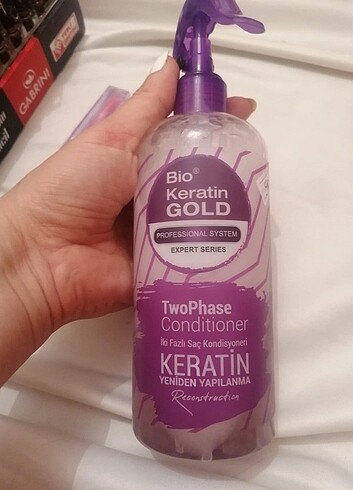 GABRINI
Bio®
Keratin
GOLD
PROFESSIONAL SYSTEM
EXPERT SERIES
TwoPhase
Conditioner
İki Fazlı Saç Kondisyoneri
KERATİN
YENİDEN YAPILANMA
Reconstruction